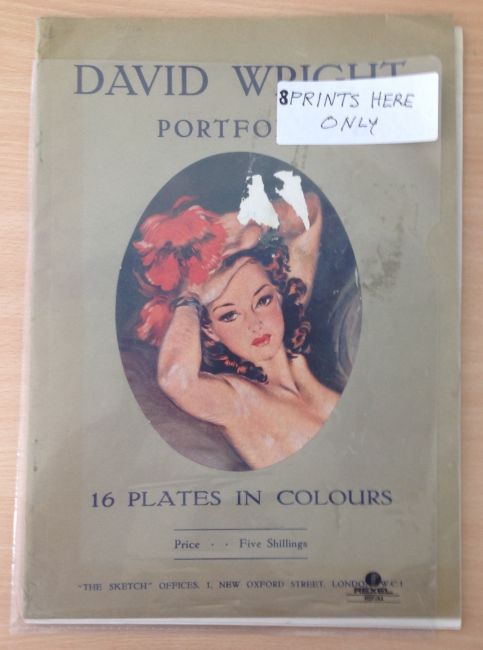 DAVID WRIGHT
8 PRINTS HERE
ONLY
16 PLATES IN COLOURS
Price · · Five Shillings
"THE SKETCH" OFFICES, 1, NEW OXFORD STREET, LONDON, W.C.1
REXEL